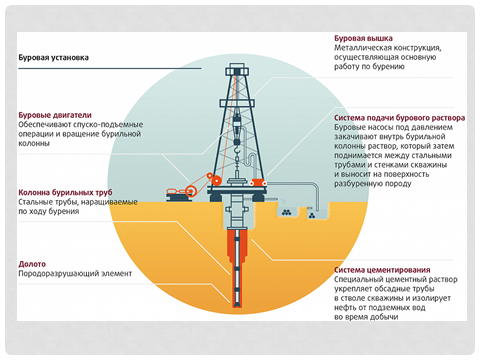 Буровая установка
Буровые двигатели
Обеспечивают спуско-подъемные
операции и вращение бурильной
колонны
Колонна бурильных труб
Стальные трубы, наращиваемые
по ходу бурения
Долото
Породоразрушающий элемент
Буровая вышка
Металлическая конструкция,
осуществляющая основную
работу по бурению
Система подачи бурового раствора
Буровые насосы под давлением
закачивают внутрь бурильной
колонны раствор, который затем
поднимается между стальными
трубами и стенками скважины
и выносит на поверхность
разбуренную породу
Система цементирования
Специальный цементный раствор
укрепляет обсадные трубы
в стволе скважины и изолирует
нефть от подземных вод
во время добычи